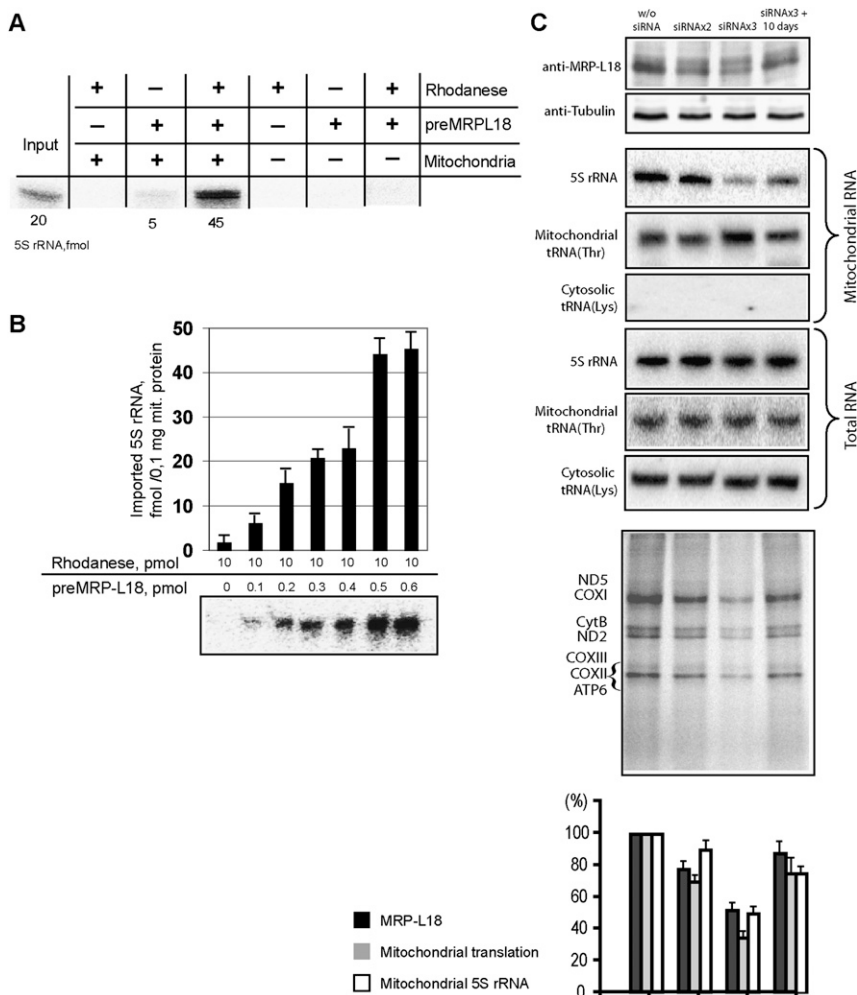 A
+ − + + − + Rhodanese
− + + − + + preMRPL18
Input + + + − − − Mitochondria
20 5 45
5S rRNA,fmol
B
Imported 5S rRNA,
fmol /0,1 mg mit. protein
50
40
30
20
10
0
Rhodanese, pmol 10 10 10 10 10 10 10
preMRP-L18, pmol 0 0.1 0.2 0.3 0.4 0.5 0.6
C
w/o siRNA siRNAx2 siRNAx3 siRNAx3 + 10 days
anti-MRP-L18
anti-Tubulin
5S rRNA
Mitochondrial
tRNA(Thr)
Cytosolic
tRNA(Lys)
Mitochondrial RNA
5S rRNA
Mitochondrial
tRNA(Thr)
Cytosolic
tRNA(Lys)
Total RNA
ND5
COXI
CytB
ND2
COXIII
COXII
ATP6
(%)
100
80
60
40
20
0
MRP-L18
Mitochondrial translation
Mitochondrial 5S rRNA